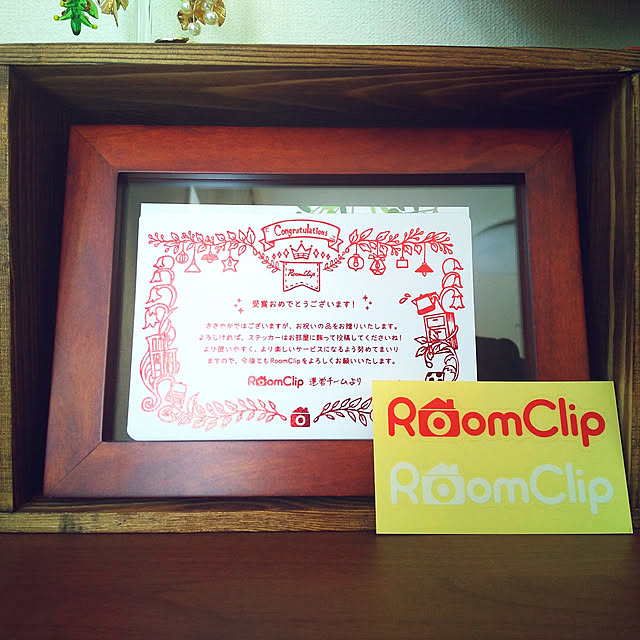 Congratulations
RoomClip
受賞おめでとうございます!
ささやかではございますが、お祝いの品をお贈りいたします。
よろしければ、ステッカーはお部屋に飾って投稿してくださいね!
より使いやすく、より楽しいサービスになるよう努めてまいり
ますので、今後ともRoomClipをよろしくお願いいたします。
RoomClip 運営チームより
RoomClip
RoomClip